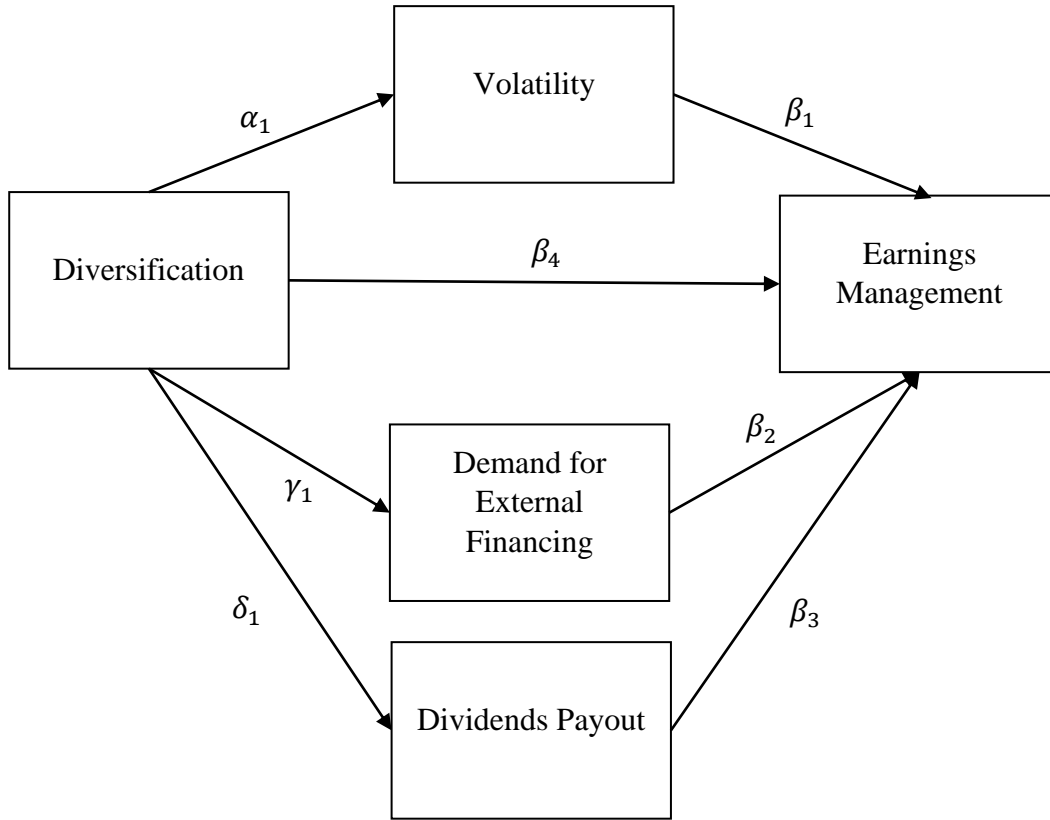 Volatility
α₁
β₁
Diversification
β₄
Earnings
Management
Demand for
External
Financing
γ₁
β₂
δ₁
β₃
Dividends Payout